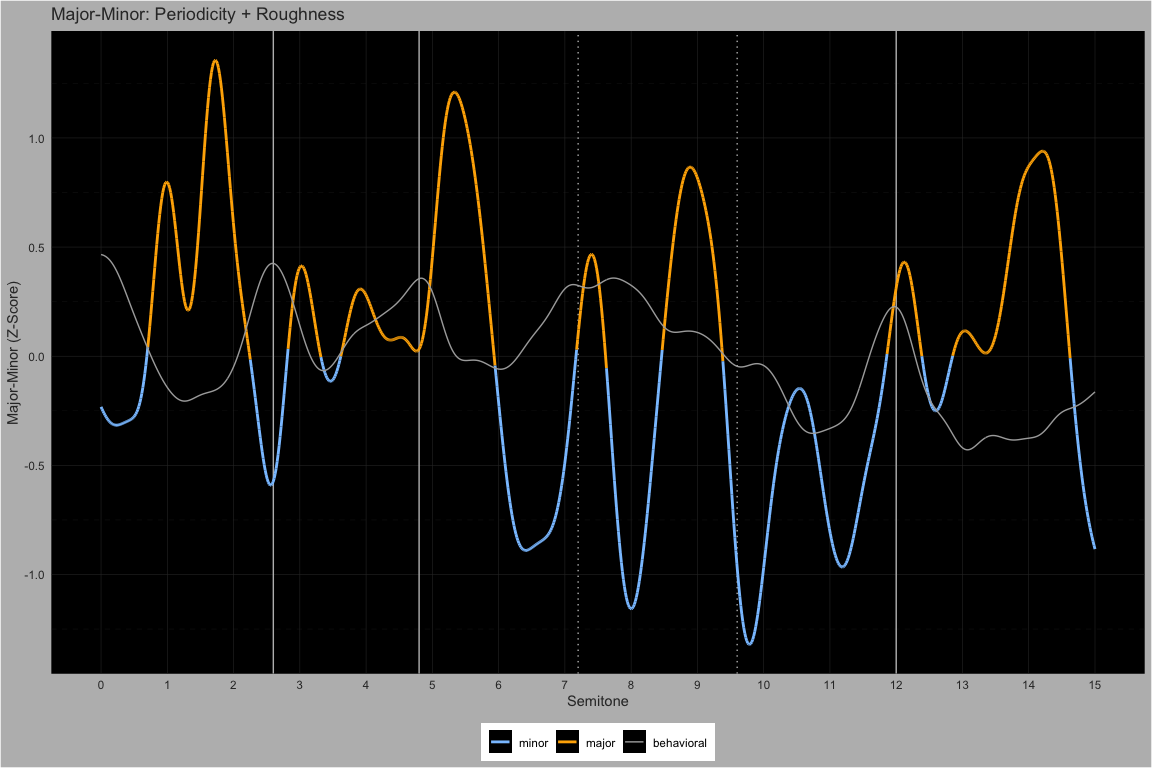 Major-Minor: Periodicity + Roughness
Major-Minor (Z-Score)
1.0
0.5
0.0
-0.5
-1.0
0 1 2 3 4 5 6 7 8 9 10 11 12 13 14 15
Semitone
minor major behavioral